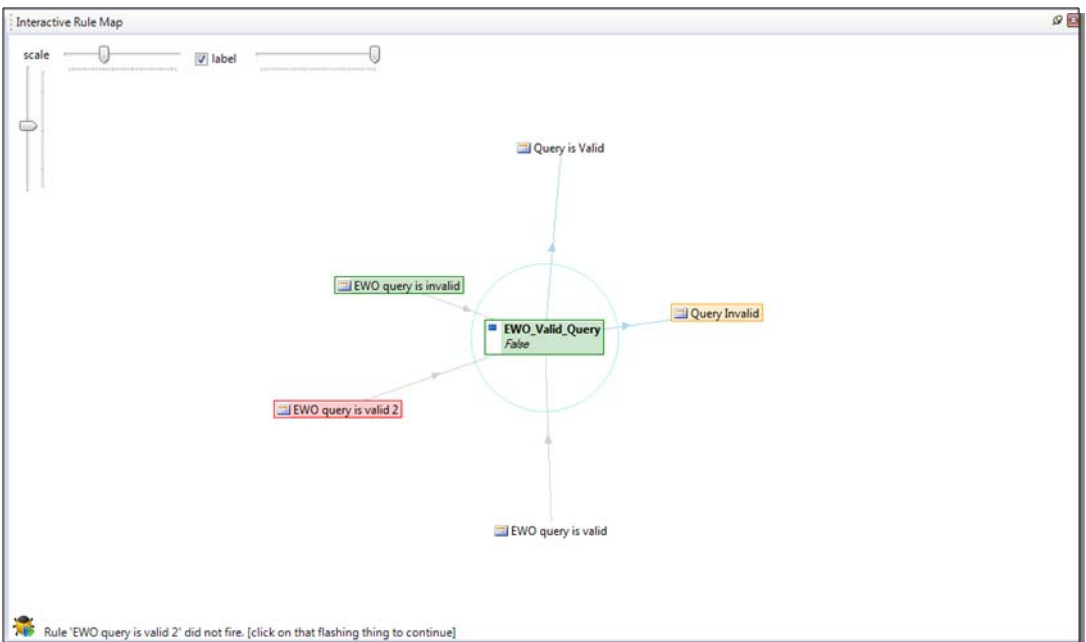 Interactive Rule Map
scale
label
Query is Valid
EWO query is invalid
Query Invalid
EWO_Valid_Query
False
EWO query is valid 2
EWO query is valid
Rule 'EWO query is valid 2' did not fire. [click on that flashing thing to continue]